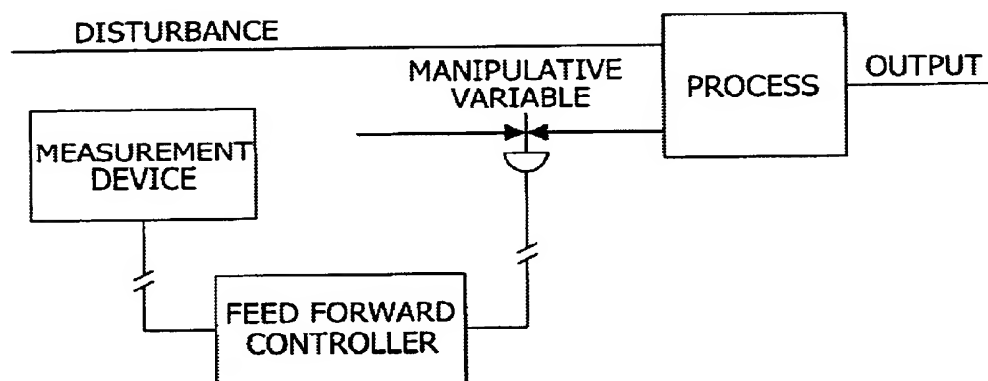 DISTURBANCE
MANIPULATIVE
VARIABLE
PROCESS
OUTPUT
MEASUREMENT
DEVICE
FEED FORWARD
CONTROLLER